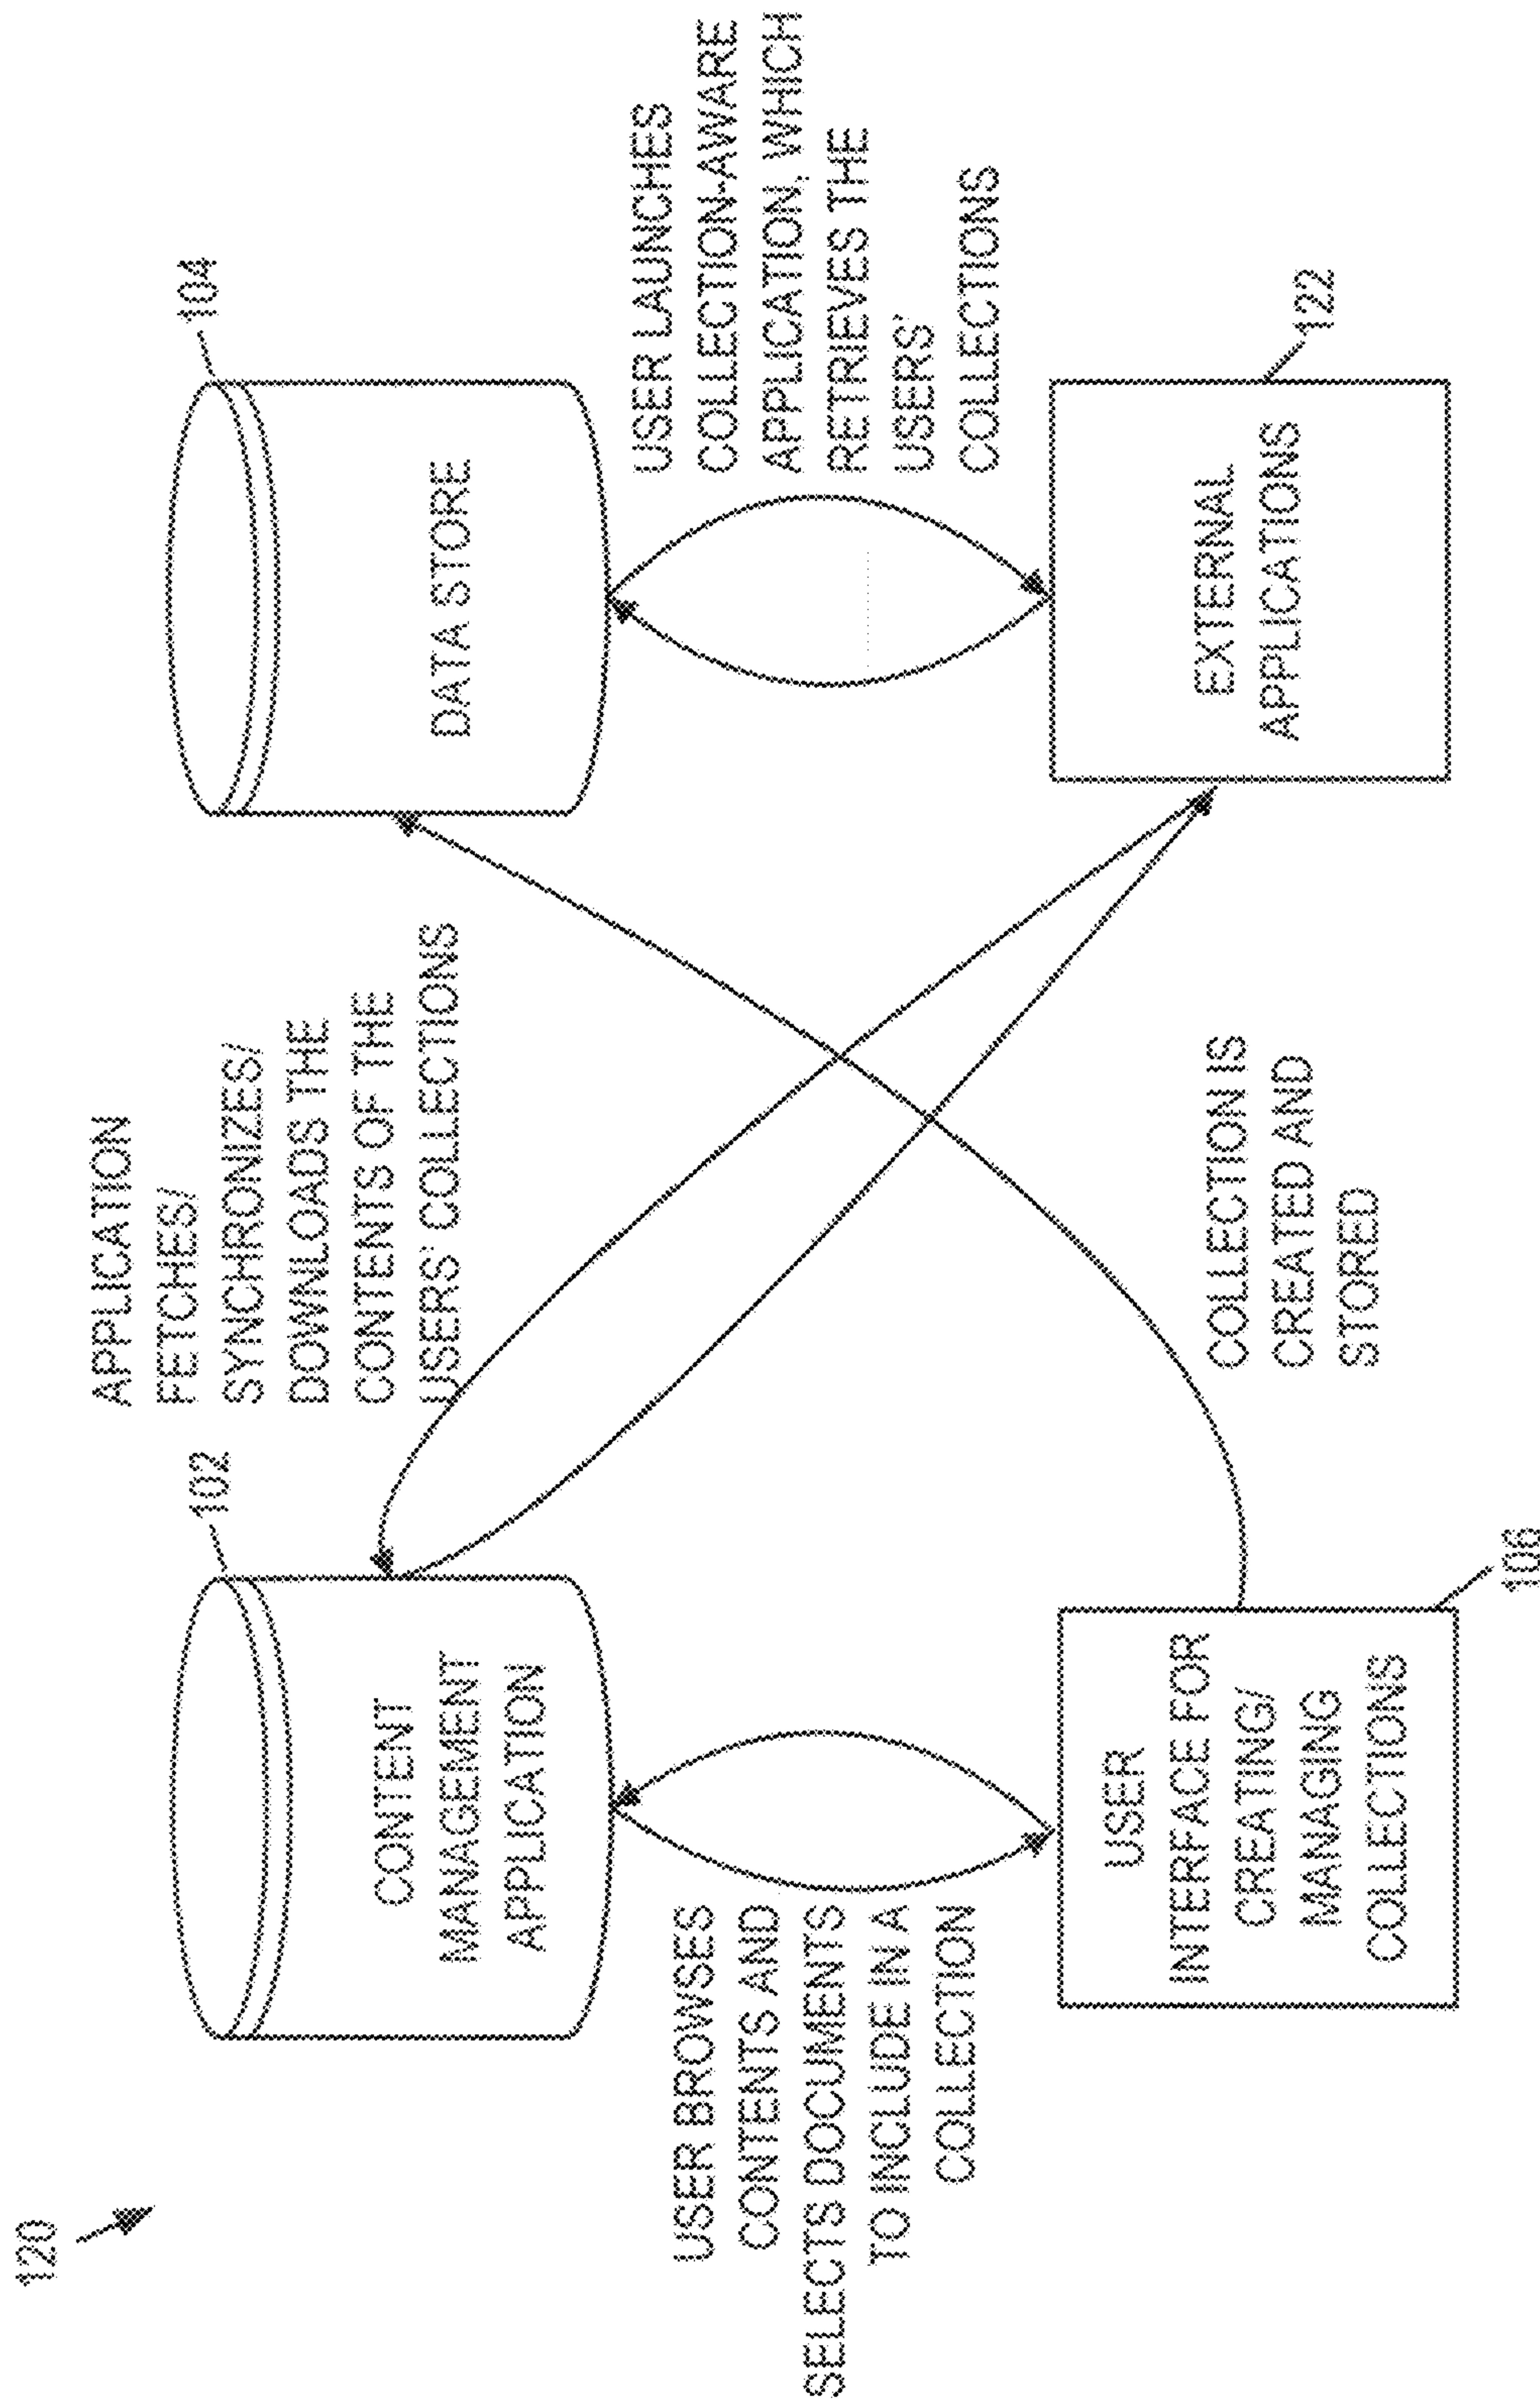 120
102
CONTENT
MANAGEMENT
APPLICATION
APPLICATION
FETCHES/
SYNCHRONIZES/
DOWNLOADS THE
CONTENTS OF THE
USERS' COLLECTIONS
104
DATA STORE
USER BROWSES
CONTENTS AND
SELECTS DOCUMENTS
TO INCLUDE IN A
COLLECTION
USER LAUNCHES
COLLECTION-AWARE
APPLICATION, WHICH
RETRIEVES THE
USERS'
COLLECTIONS
USER
INTERFACE FOR
CREATING/
MANAGING
COLLECTIONS
106
COLLECTION IS
CREATED AND
STORED
EXTERNAL
APPLICATIONS
122